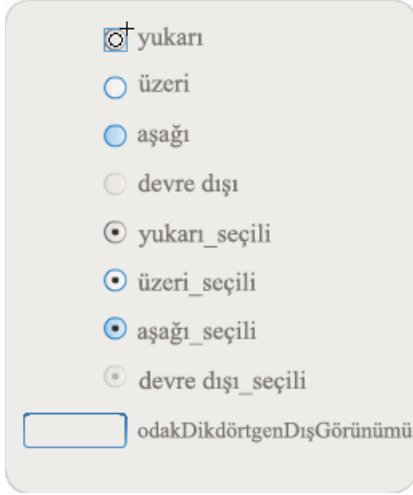 yukarı
üzeri
aşağı
devre dışı
yukarı_seçili
üzeri_seçili
aşağı_seçili
devre dışı_seçili
odakDikdörtgenDışGörünümü